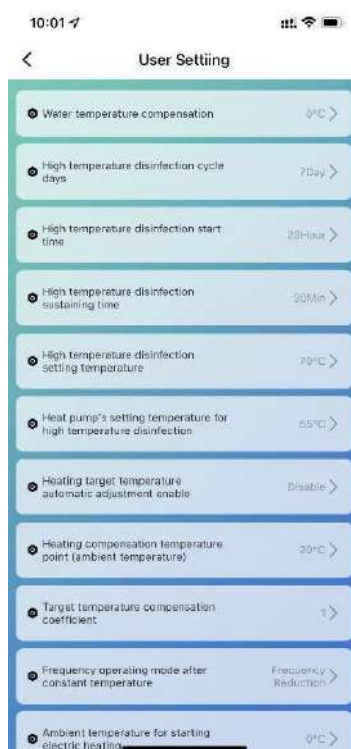 10:01
User Settiing
Water temperature compensation
0°C
High temperature disinfection cycle
days
7Day
High temperature disinfection start
time
23Hour
High temperature disinfection
sustaining time
30Min
High temperature disinfection
setting temperature
70°C
Heat pump's setting temperature for
high temperature disinfection
Heating target temperature
automatic adjustment enable
Disable
Heating compensation temperature
point (ambient temperature)
20°C
Target temperature compensation
coefficient
1
Frequency operating mode after
constant temperature
Frequency
Reduction
Ambient temperature for starting
electric heating
0°C